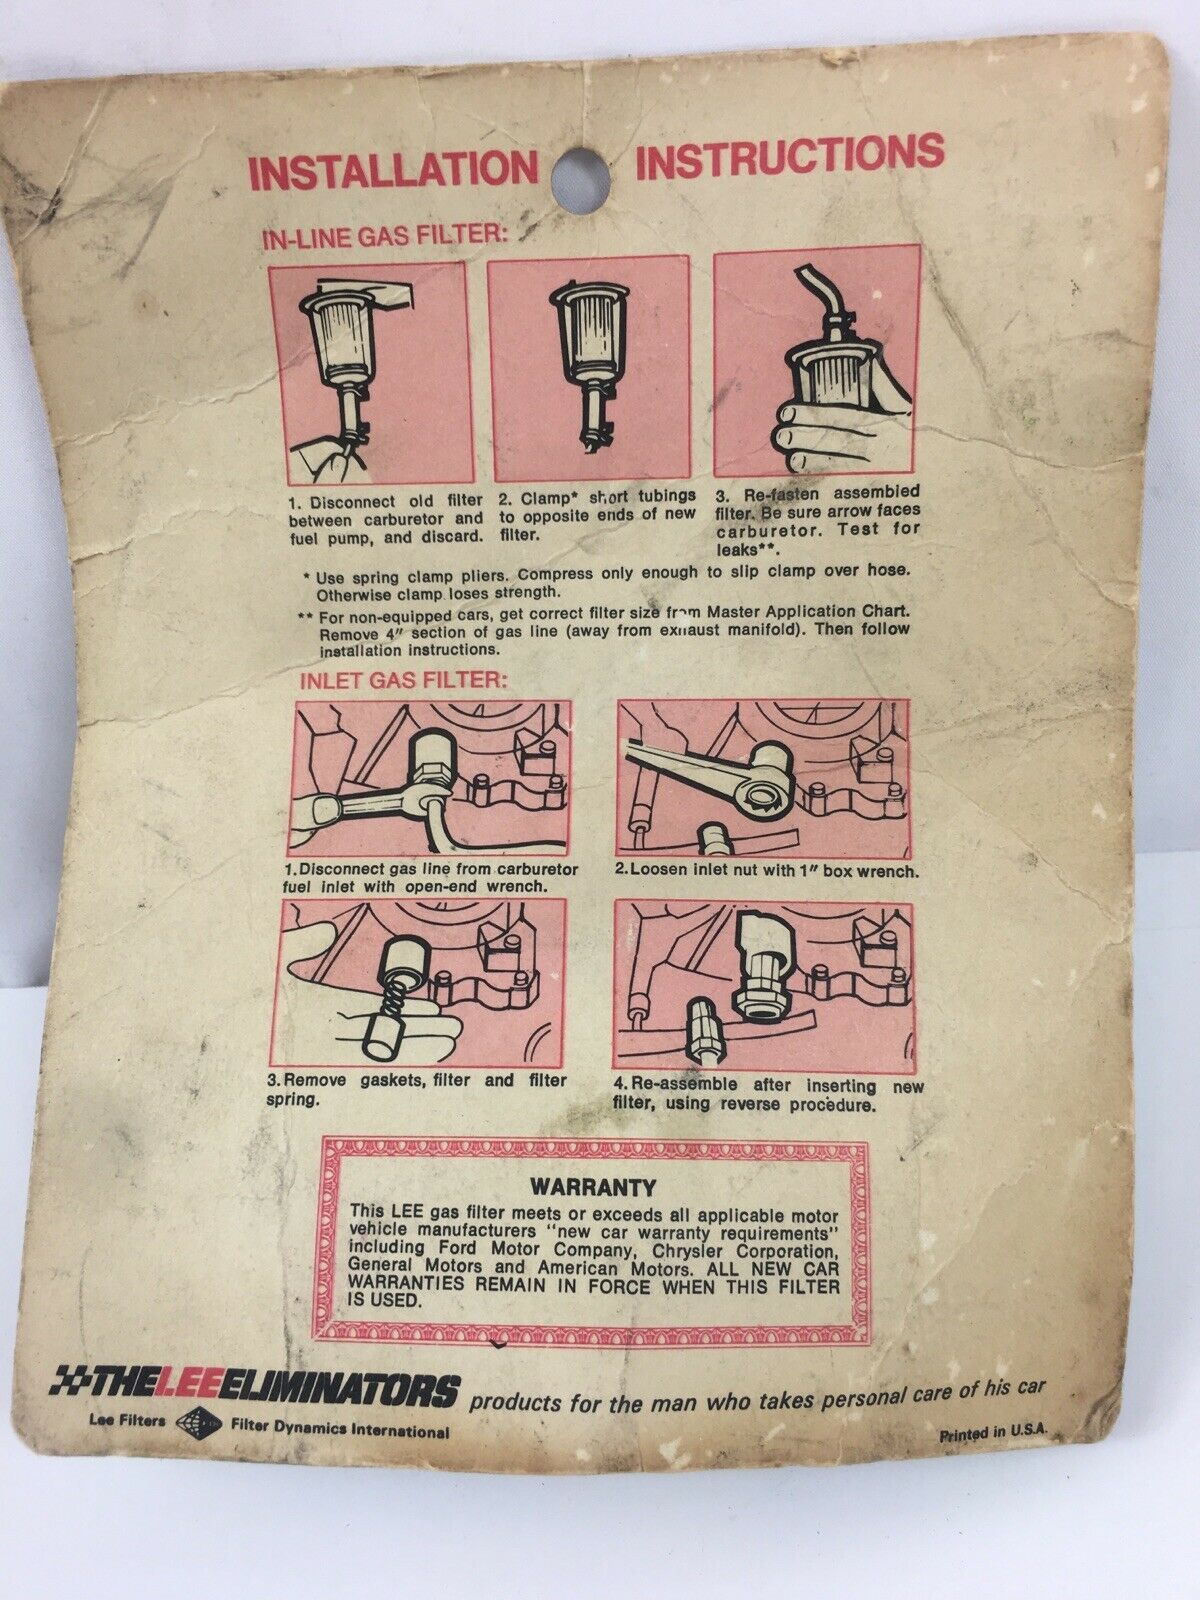 INSTALLATION INSTRUCTIONS
IN-LINE GAS FILTER:
1. Disconnect old filter
between carburetor and
fuel pump, and discard.
2. Clamp* short tubings
to opposite ends of new
filter.
3. Re-fasten assembled
filter. Be sure arrow faces
carburetor. Test for
leaks**.
* Use spring clamp pliers. Compress only enough to slip clamp over hose.
Otherwise clamp loses strength.
** For non-equipped cars, get correct filter size from Master Application Chart.
Remove 4" section of gas line (away from exhaust manifold). Then follow
installation instructions.
INLET GAS FILTER:
1. Disconnect gas line from carburetor
fuel inlet with open-end wrench.
2. Loosen inlet nut with 1" box wrench.
3. Remove gaskets, filter and filter
spring.
4. Re-assemble after inserting new
filter, using reverse procedure.
WARRANTY
This LEE gas filter meets or exceeds all applicable motor
vehicle manufacturers "new car warranty requirements"
including Ford Motor Company, Chrysler Corporation,
General Motors and American Motors. ALL NEW CAR
WARRANTIES REMAIN IN FORCE WHEN THIS FILTER
IS USED.
THE LEE ELIMINATORS products for the man who takes personal care of his car
Lee Filters Filter Dynamics International
Printed in U.S.A.